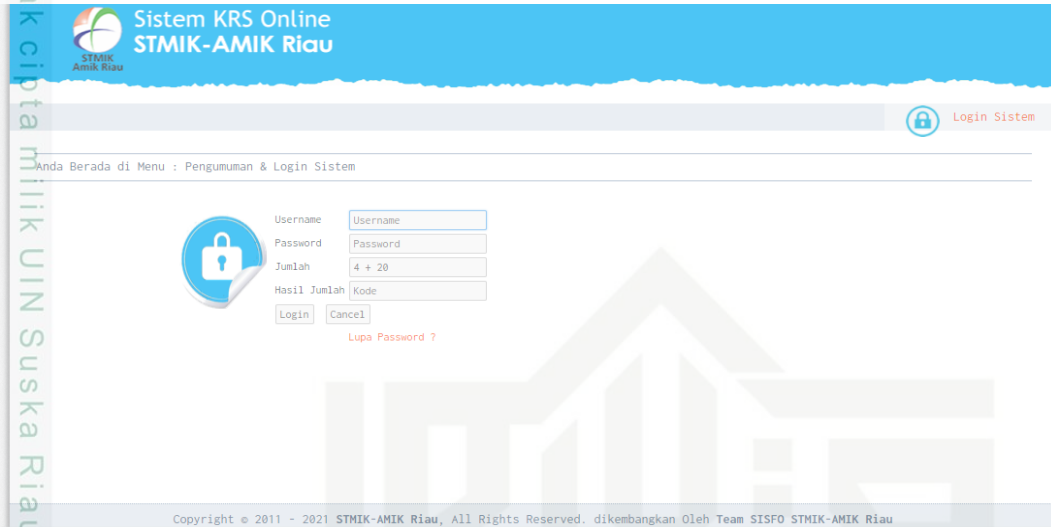 Sistem KRS Online
STMIK-AMIK Riau
STMIK
Amik Riau
Login Sistem
Anda Berada di Menu : Pengumuman & Login Sistem
Username Username
Password Password
Jumlah 4 + 20
Hasil Jumlah Kode
Login Cancel
Lupa Password ?
Copyright © 2011 - 2021 STMIK-AMIK Riau, All Rights Reserved. dikembangkan Oleh Team SISFO STMIK-AMIK Riau
cipta milik UIN Suska Riau